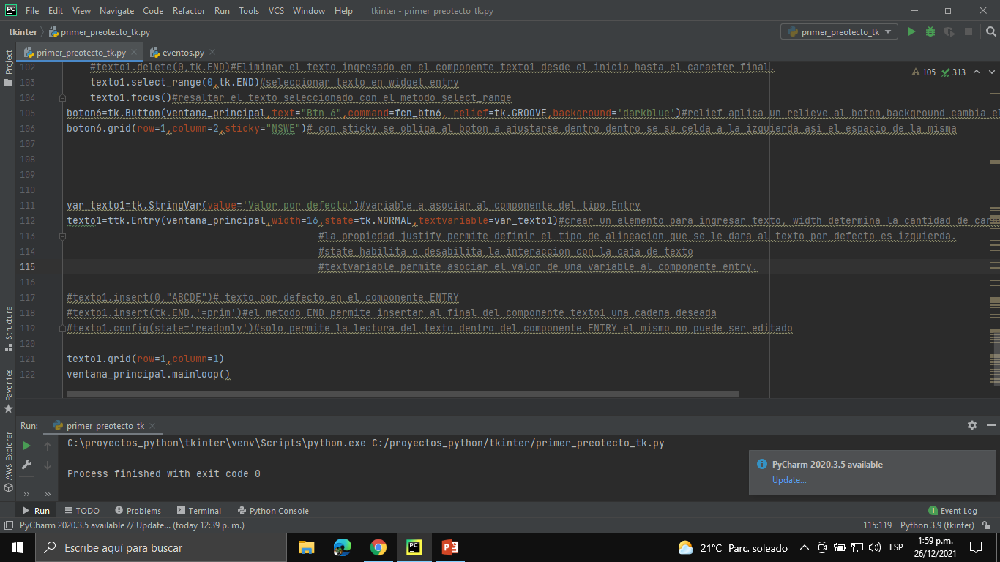 File Edit View Navigate Code Refactor Run Tools VCS Window Help tkinter - primer_preotecto_tk.py
tkinter primer_preotecto_tk.py primer_preotecto_tk
primer_preotecto_tk.py eventos.py
Project
105 313
102 #texto1.delete(0,tk.END)#Eliminar el texto ingresado en el componente texto1 desde el inicio hasta el caracter final.
103 texto1.select_range(0,tk.END)#seleccionar texto en widget entry
104 texto1.focus()#resaltar el texto seleccionado con el metodo select_range
105 boton6=tk.Button(ventana_principal,text="Btn 6",command=fcn_btn6, relief=tk.GROOVE,background='darkblue')#relief aplica un relieve al boton,background cambia el
106 boton6.grid(row=1,column=2,sticky="NSWE")# con sticky se obliga al boton a ajustarse dentro dentro se su celda a la izquierda asi el espacio de la misma
107
108
109
110
111 var_texto1=tk.StringVar(value='Valor por defecto')#variable a asociar al componente del tipo Entry
112 texto1=ttk.Entry(ventana_principal,width=16,state=tk.NORMAL,textvariable=var_texto1)#crear un elemento para ingresar texto, width determina la cantidad de
113 #la propiedad justify permite definir el tipo de alineacion que se le dara al texto por defecto es izquierda.
114 #state habilita o desabilita la interaccion con la caja de texto
115 #textvariable permite asociar el valor de una variable al componente entry.
116
117 #texto1.insert(0,"ABCDE")# texto por defecto en el componente ENTRY
118 #texto1.insert(tk.END,'=prim')#el metodo END permite insertar al final del componente texto1 una cadena deseada
119 #texto1.config(state='readonly')#solo permite la lectura del texto dentro del componente ENTRY el mismo no puede ser editado
120
121 texto1.grid(row=1,column=1)
122 ventana_principal.mainloop()
Structure
Favorites
AWS Explorer
Run: primer_preotecto_tk
C:\proyectos_python\tkinter\venv\Scripts\python.exe C:/proyectos_python/tkinter/primer_preotecto_tk.py
Process finished with exit code 0
PyCharm 2020.3.5 available
Update...
Run TODO Problems Terminal Python Console 1 Event Log
PyCharm 2020.3.5 available // Update... (today 12:39 p. m.) 115:119 Python 3.9 (tkinter)
Escribe aquí para buscar 21°C Parc. soleado ESP 1:59 p.m.
26/12/2021